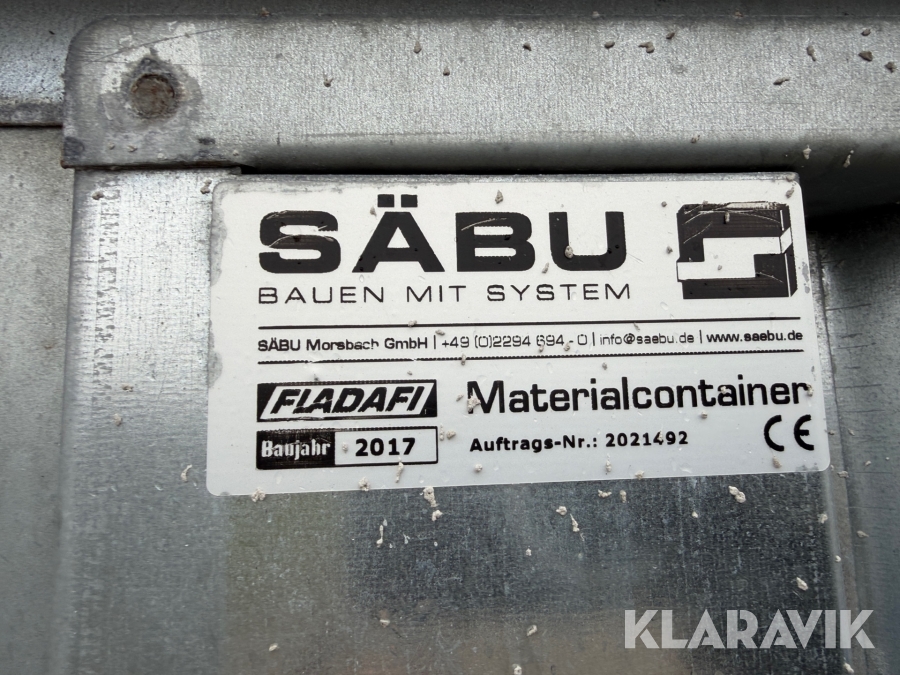 SÄBU
BAUEN MIT SYSTEM
SÄBU Morsbach GmbH | +49 (0)2294 694 - 0 | info@saebu.de | www.saebu.de
FLADAFI Materialcontainer
Baujahr 2017 Auftrags-Nr.: 2021492 CE
KLARAVIK